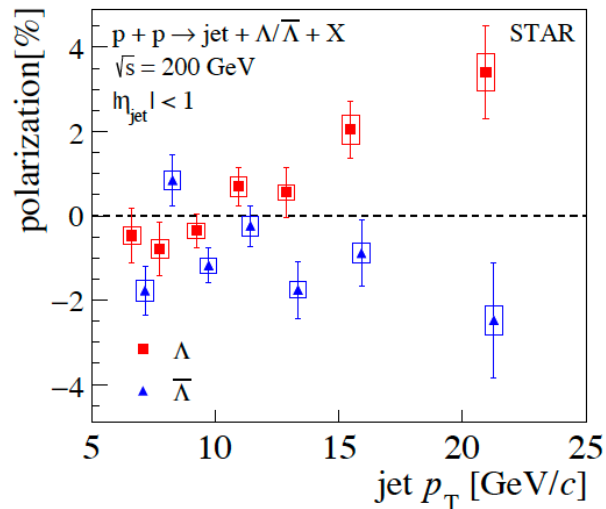 p + p → jet + Λ/Λ̅ + X STAR
√s = 200 GeV
|η_jet| < 1
polarization[%]
4
2
0
−2
−4
Λ
Λ̅
5 10 15 20 25
jet p_T [GeV/c]